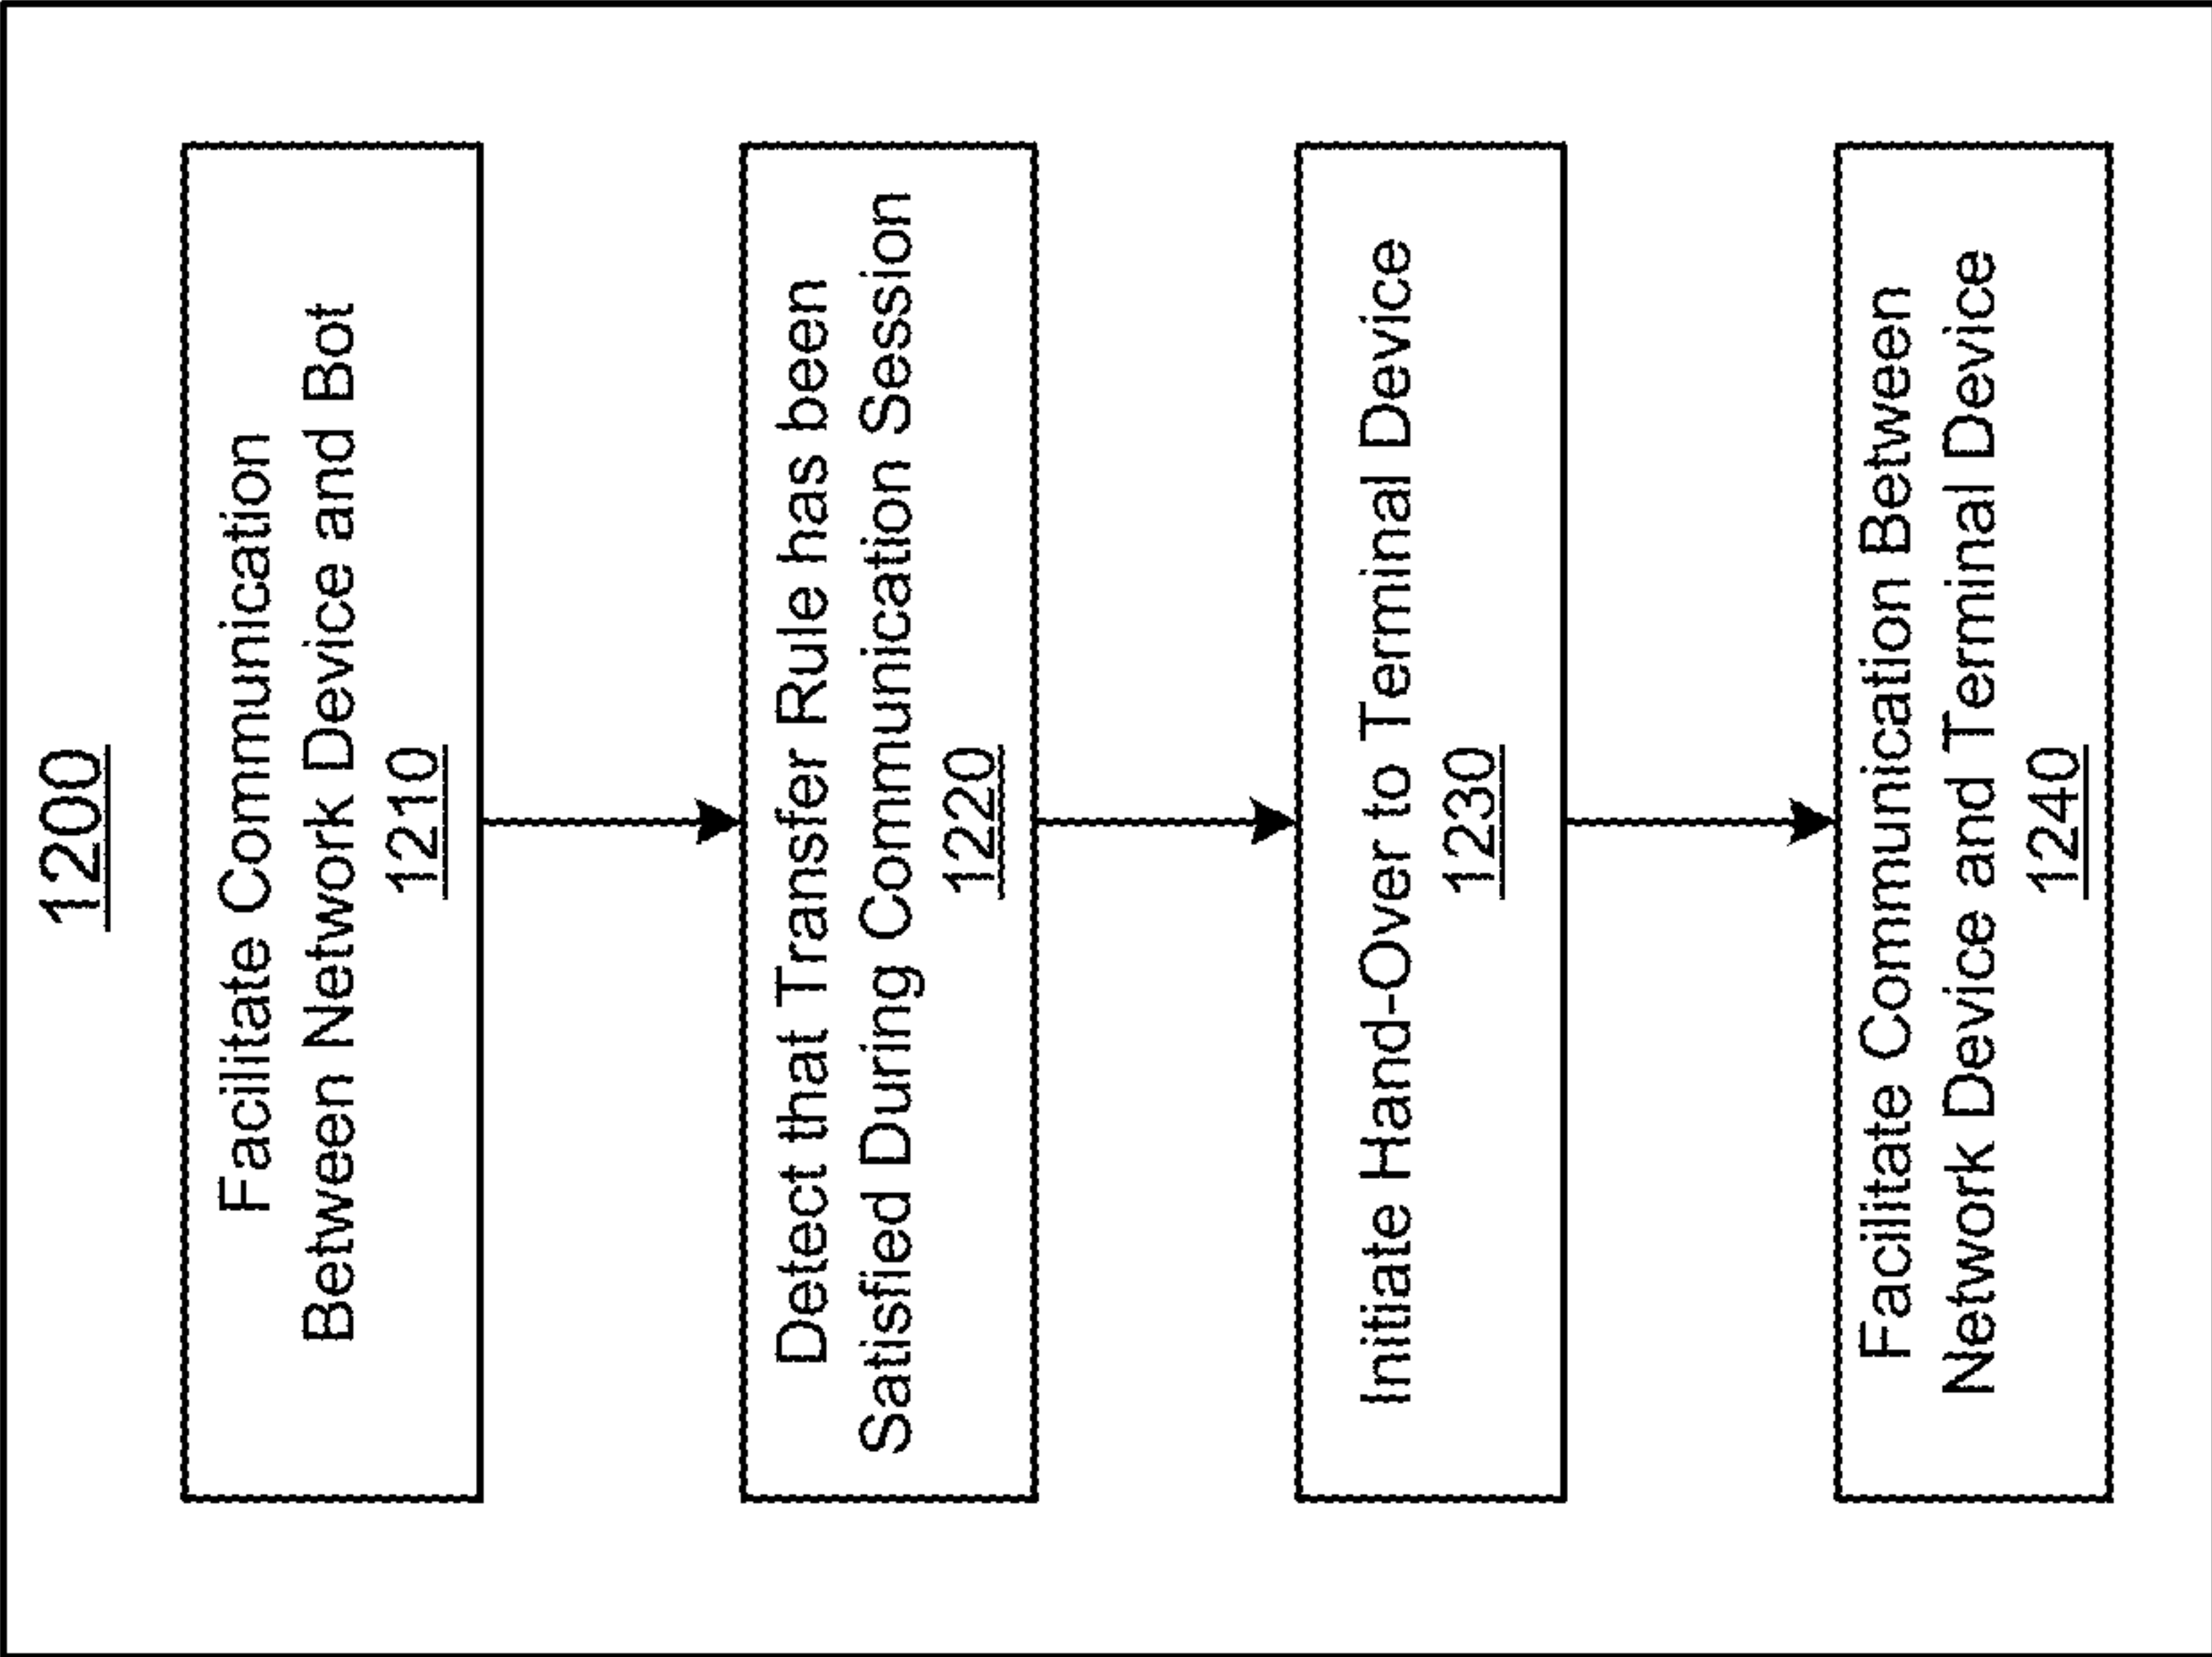 1200
Facilitate Communication
Between Network Device and Bot
1210
Detect that Transfer Rule has been
Satisfied During Communication Session
1220
Initiate Hand-Over to Terminal Device
1230
Facilitate Communication Between
Network Device and Terminal Device
1240